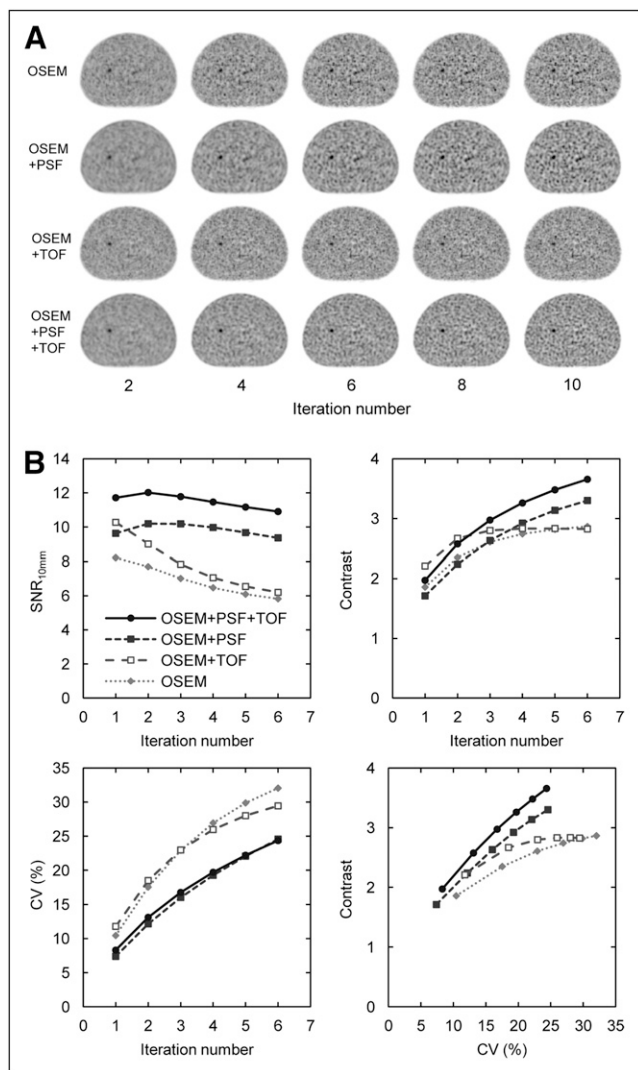 A
OSEM
OSEM
+PSF
OSEM
+TOF
OSEM
+PSF
+TOF
2 4 6 8 10
Iteration number
B
14
12
10
8
6
4
2
0
SNR10mm
OSEM+PSF+TOF
OSEM+PSF
OSEM+TOF
OSEM
0 1 2 3 4 5 6 7
Iteration number
4
3
2
1
0
Contrast
0 1 2 3 4 5 6 7
Iteration number
35
30
25
20
15
10
5
0
CV (%)
0 1 2 3 4 5 6 7
Iteration number
4
3
2
1
0
Contrast
0 5 10 15 20 25 30 35
CV (%)